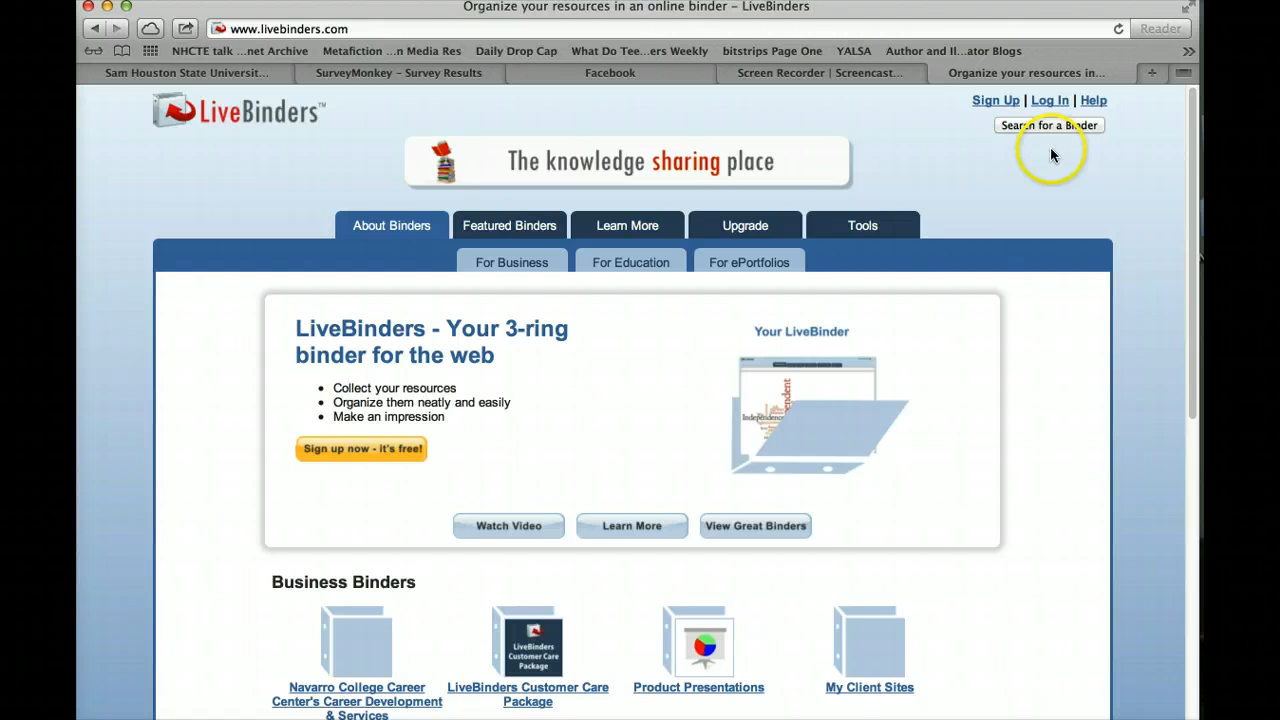 Organize your resources in an online binder – LiveBinders
www.livebinders.com
Reader
NHCTE talk ...net Archive
Metafiction ...n Media Res
Daily Drop Cap
What Do Tee...ers Weekly
bitstrips Page One
YALSA
Author and Il...ator Blogs
Sam Houston State Universit...
SurveyMonkey – Survey Results
Facebook
Screen Recorder | Screencast...
Organize your resources in...
LiveBinders™
Sign Up | Log In | Help
Search for a Binder
The knowledge sharing place
About Binders
Featured Binders
Learn More
Upgrade
Tools
For Business
For Education
For ePortfolios
LiveBinders - Your 3-ring
binder for the web
Your LiveBinder
• Collect your resources
• Organize them neatly and easily
• Make an impression
Sign up now - it's free!
Watch Video
Learn More
View Great Binders
Business Binders
LiveBinders
Customer Care
Package
Navarro College Career
Center's Career Development
& Services
LiveBinders Customer Care
Package
Product Presentations
My Client Sites